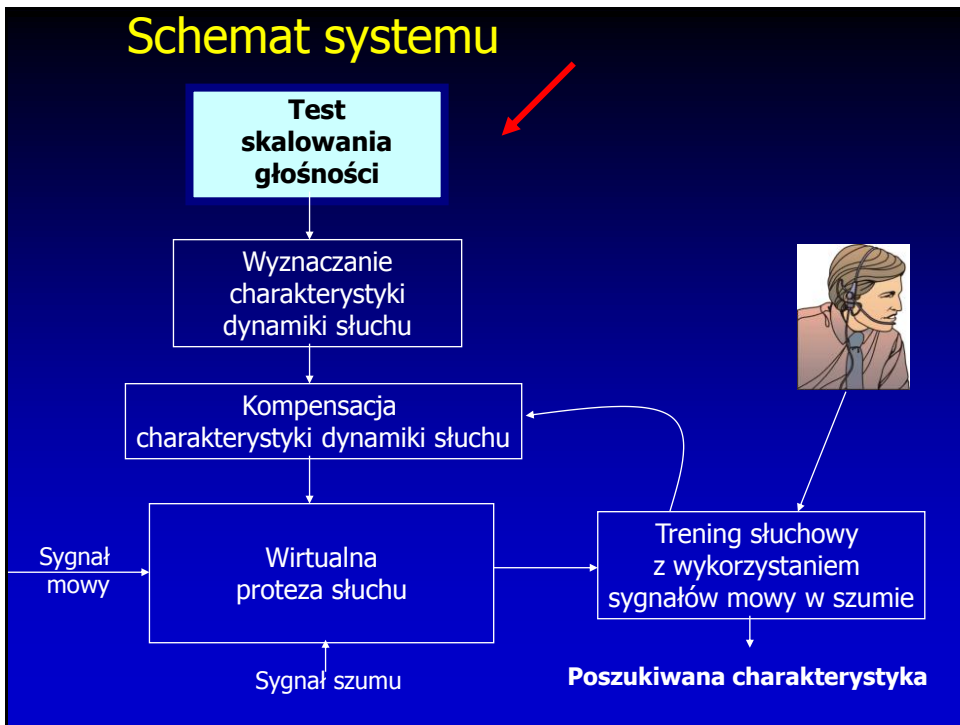 Schemat systemu
Test
skalowania
głośności
Wyznaczanie
charakterystyki
dynamiki słuchu
Kompensacja
charakterystyki dynamiki słuchu
Sygnał
mowy
Wirtualna
proteza słuchu
Trening słuchowy
z wykorzystaniem
sygnałów mowy w szumie
Sygnał szumu
Poszukiwana charakterystyka